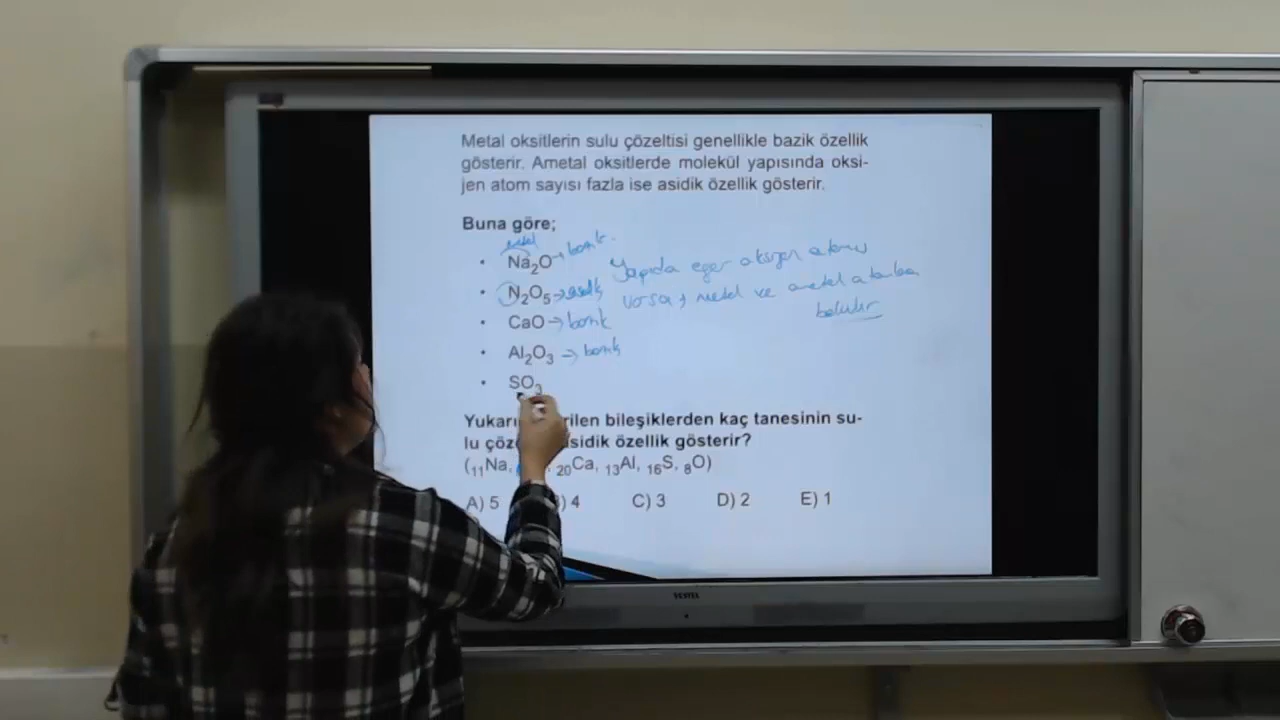 Metal oksitlerin sulu çözeltisi genellikle bazik özellik
gösterir. Ametal oksitlerde molekül yapısında oksi-
jen atom sayısı fazla ise asidik özellik gösterir.
Buna göre;
metal
• Na₂O → bazik.
• N₂O₅ → asidik
• CaO → bazik
• Al₂O₃ → bazik
• SO₃
Yapıda eğer oksijen atomu
varsa, metal ve ametal atomlara
bakılır
Yukarı rilen bileşiklerden kaç tanesinin su-
lu çöz asidik özellik gösterir?
(₁₁Na, ₂₀Ca, ₁₃Al, ₁₆S, ₈O)
A) 5 ) 4 C) 3 D) 2 E) 1
VESTEL